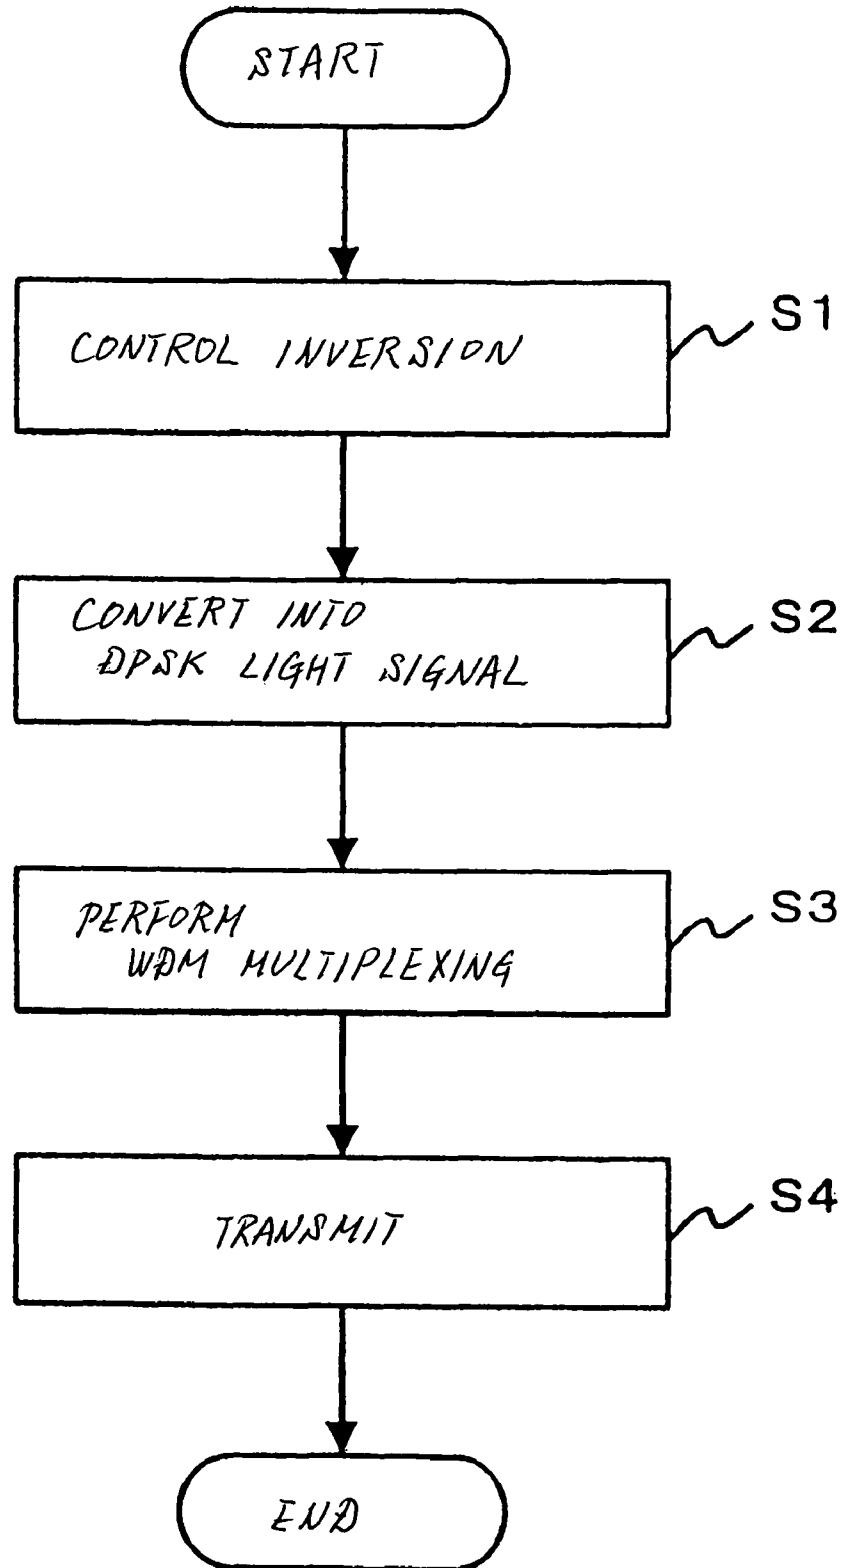 START
CONTROL INVERSION
S1
CONVERT INTO
DPSK LIGHT SIGNAL
S2
PERFORM
WDM MULTIPLEXING
S3
TRANSMIT
S4
END